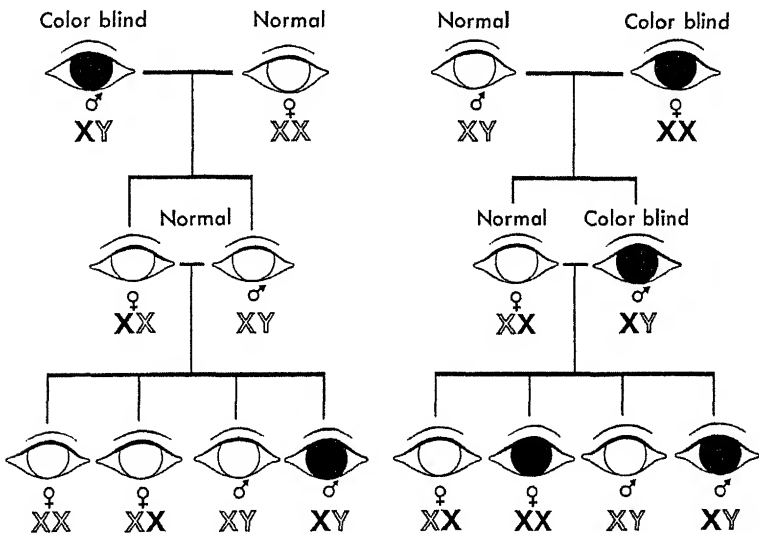 Color blind Normal Normal Color blind
♂ ♀ ♂ ♀
XY XX XY XX
Normal Normal Color blind
♀ ♂ ♀ ♂
XX XY XX XY
♀ ♀ ♂ ♂ ♀ ♀ ♂ ♂
XX XX XY XY XX XX XY XY